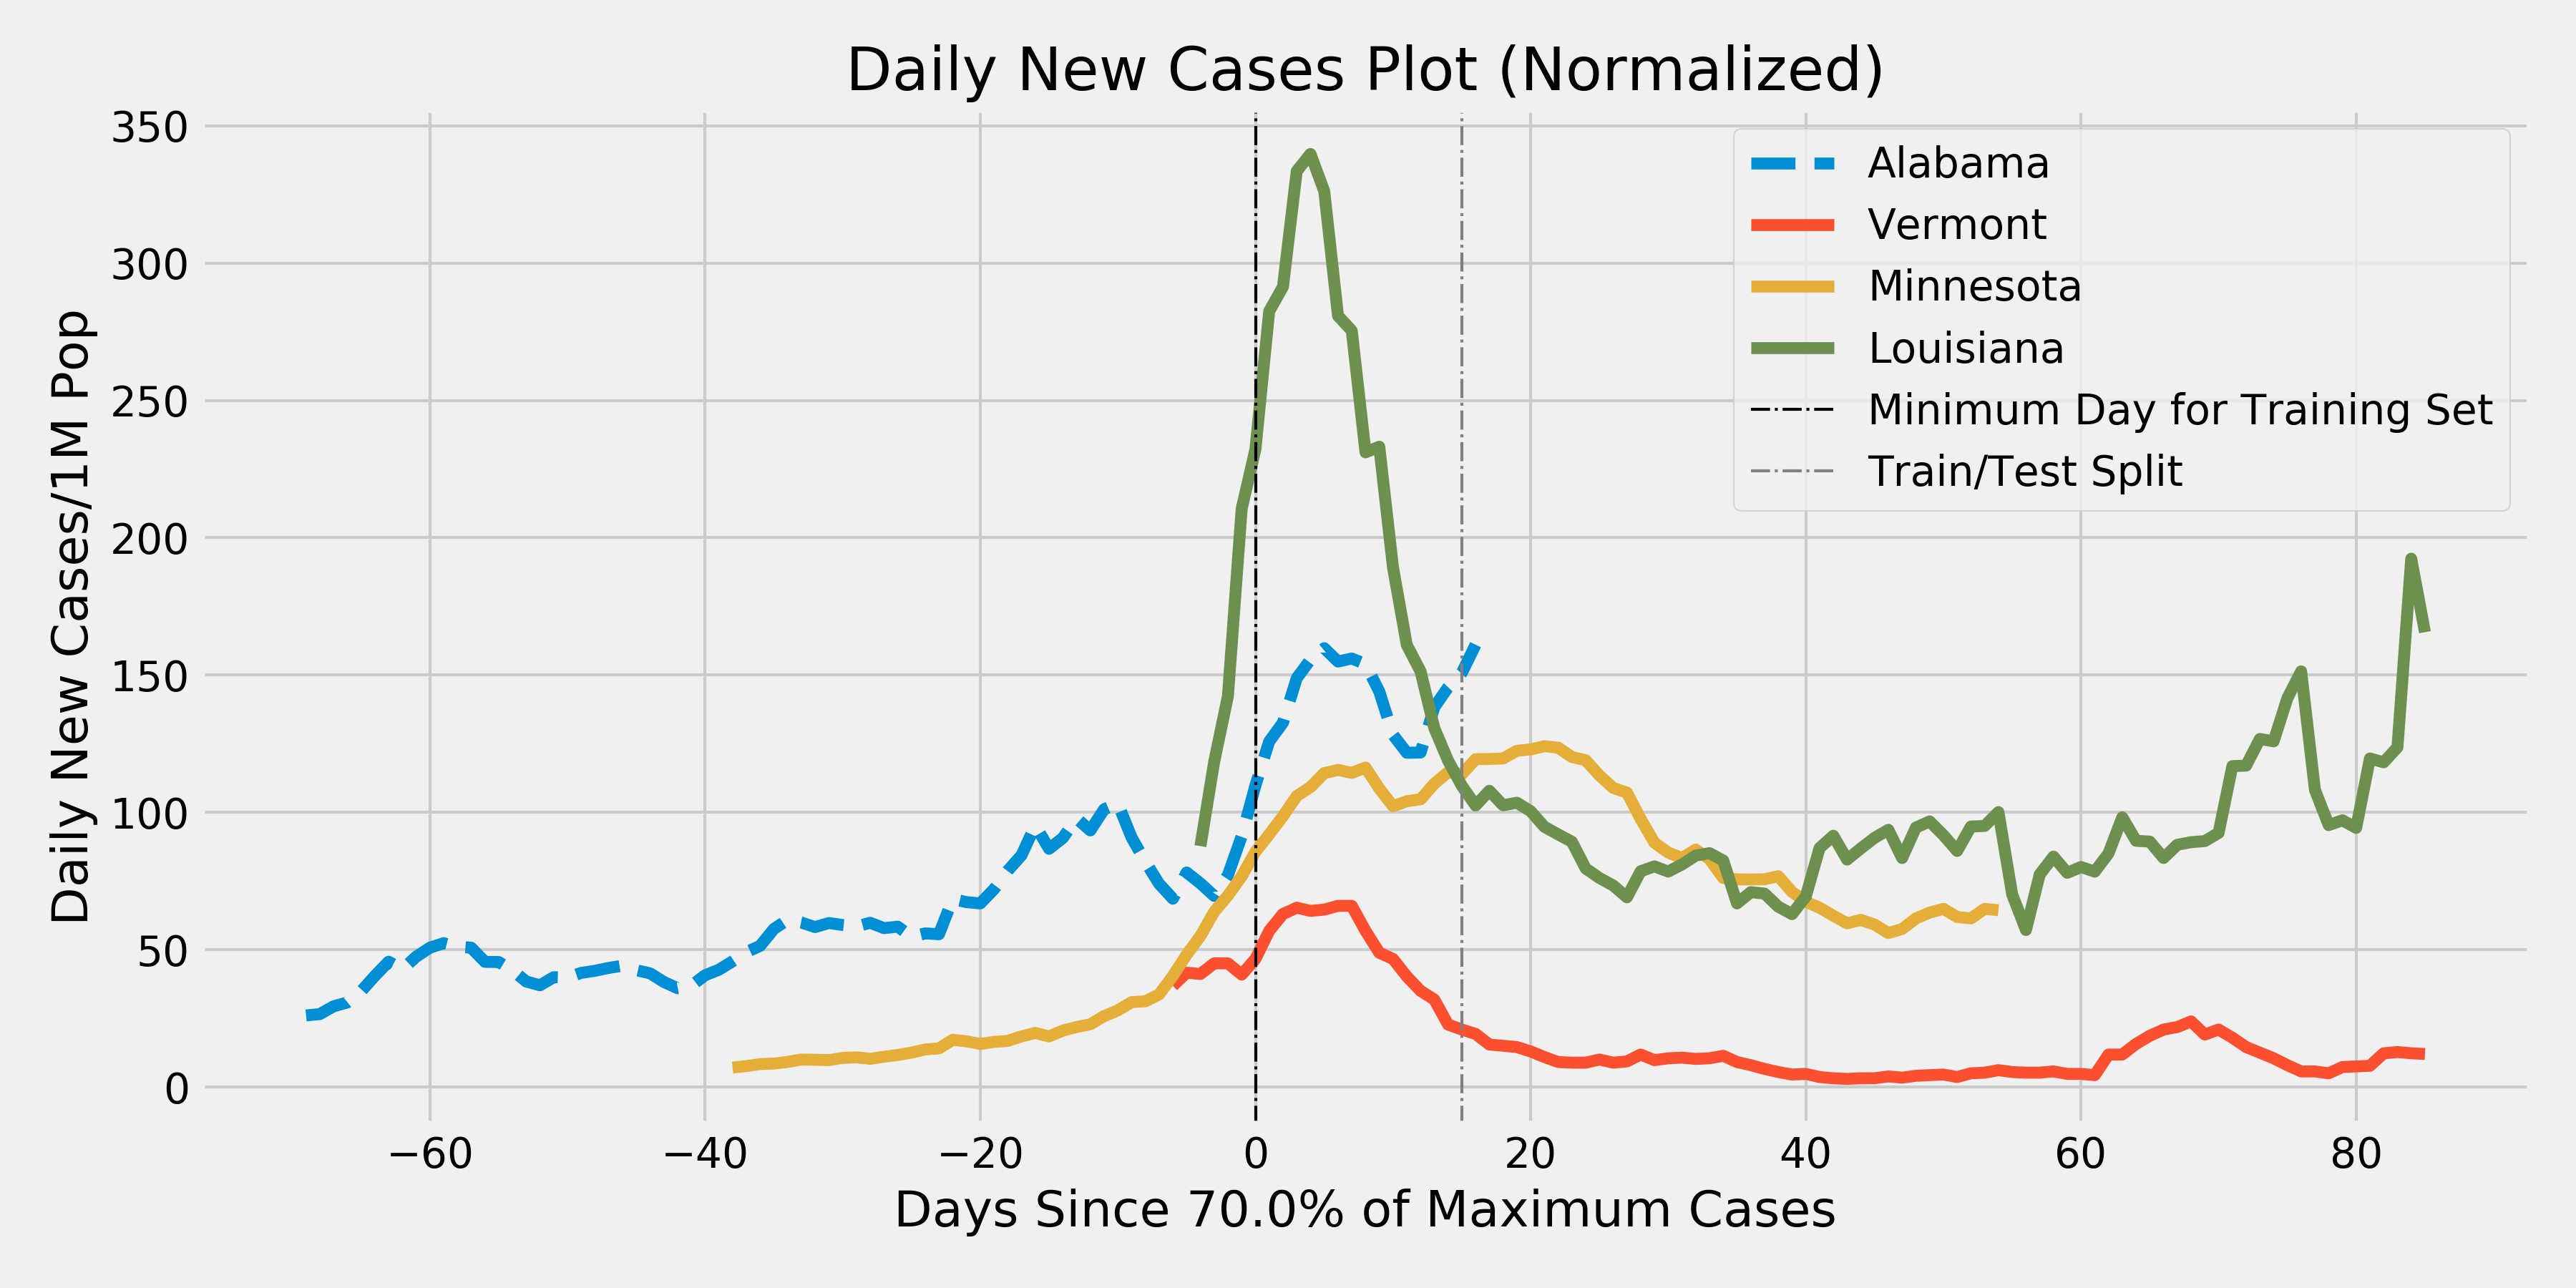 Daily New Cases Plot (Normalized)
Daily New Cases/1M Pop
350
300
250
200
150
100
50
0
Alabama
Vermont
Minnesota
Louisiana
Minimum Day for Training Set
Train/Test Split
−60 −40 −20 0 20 40 60 80
Days Since 70.0% of Maximum Cases